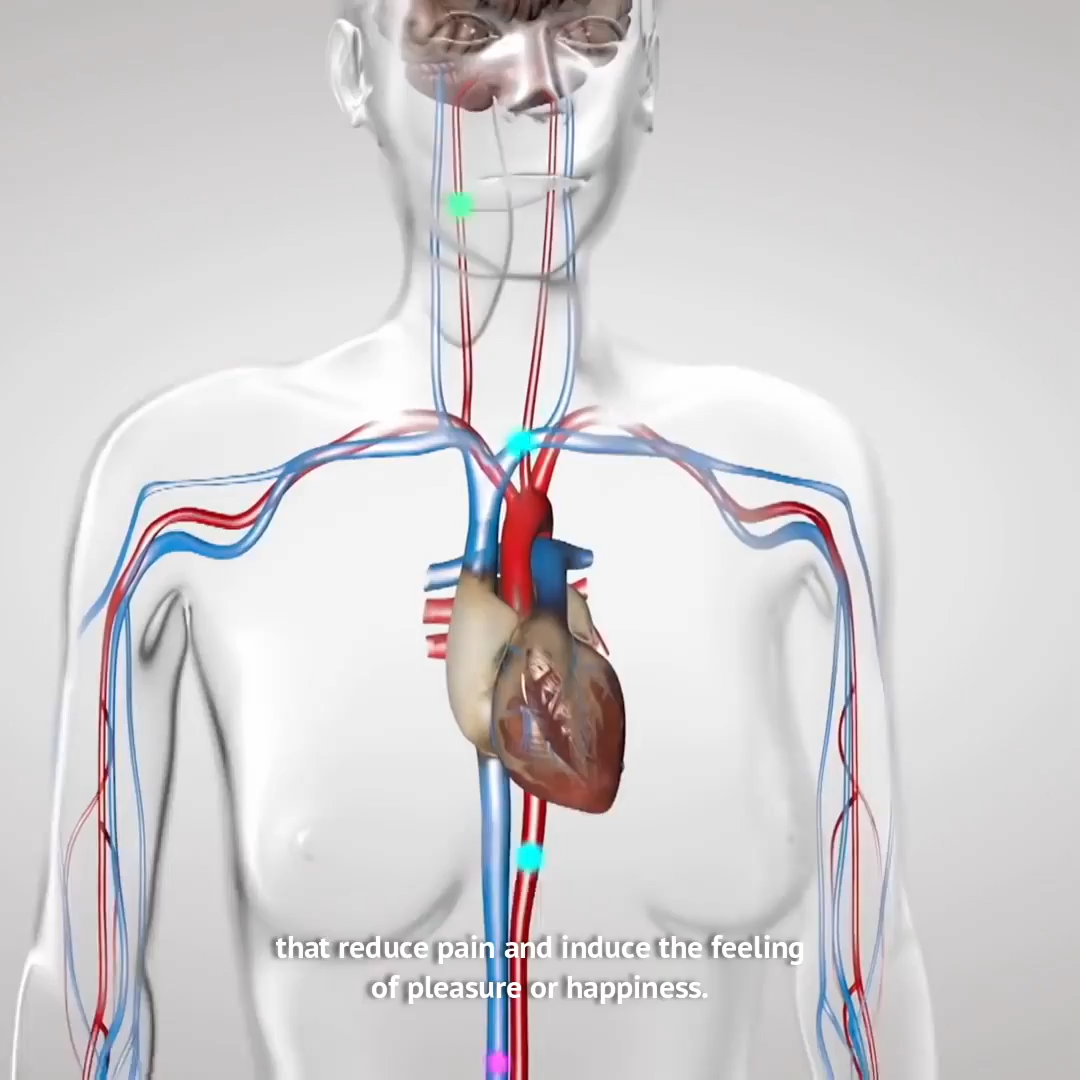 that reduce pain and induce the feeling
of pleasure or happiness.